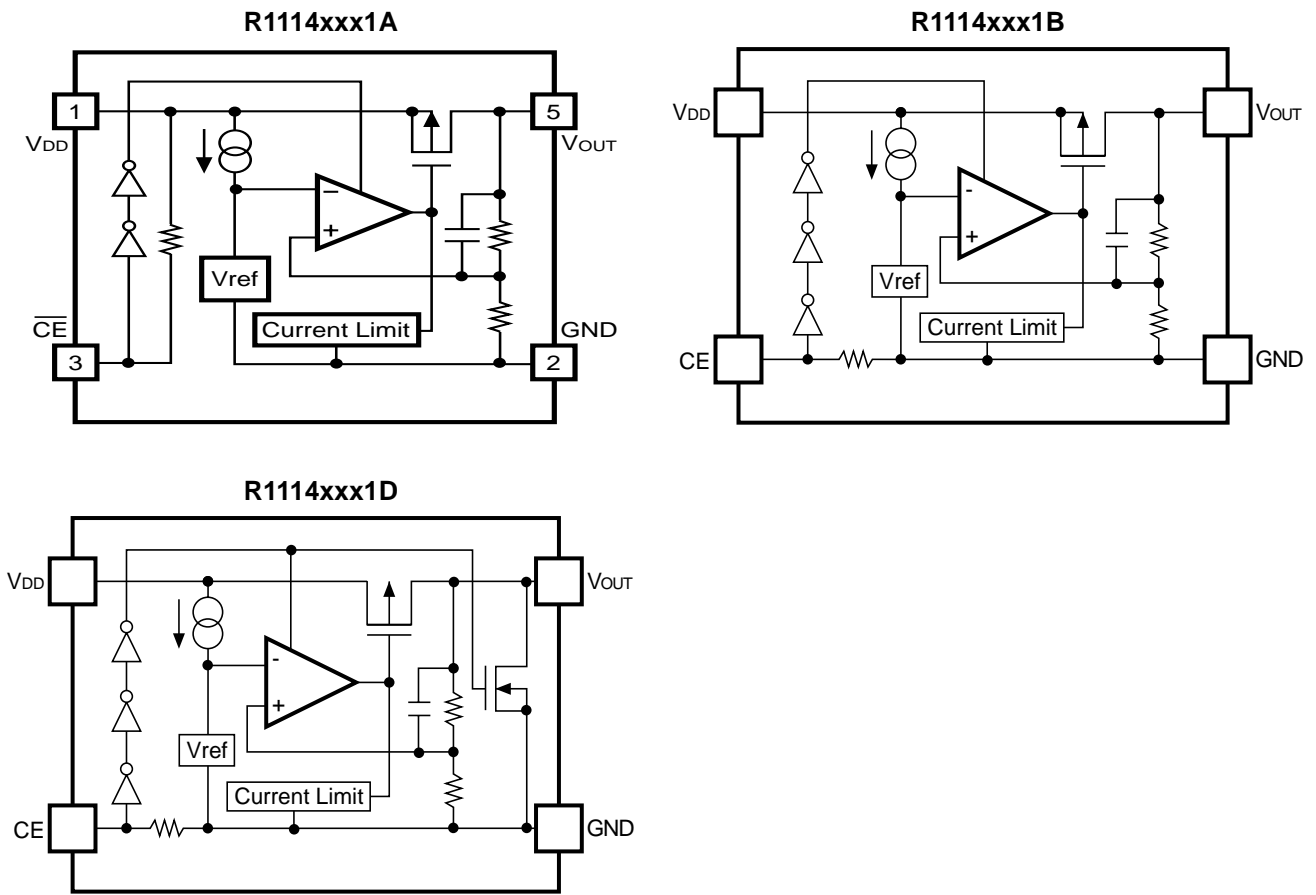 R1114xxx1A
1
VDD
5
VOUT
−
+
Vref
Current Limit
C̅E̅
3
GND
2
R1114xxx1B
VDD
VOUT
-
+
Vref
Current Limit
CE
GND
R1114xxx1D
VDD
VOUT
-
+
Vref
Current Limit
CE
GND